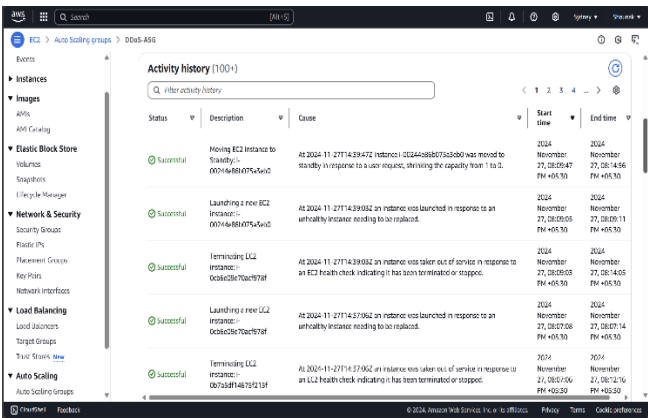 aws
Search
[Alt+S]
Sydney
EC2 > Auto Scaling groups > DDoS-ASG
Events
Instances
Images
AMIs
AMI Catalog
Elastic Block Store
Volumes
Snapshots
Lifecycle Manager
Network & Security
Security Groups
Elastic IPs
Placement Groups
Key Pairs
Network Interfaces
Load Balancing
Load Balancers
Target Groups
Trust Stores New
Auto Scaling
Auto Scaling Groups
Activity history (100+)
Filter activity history
1 2 3 4 ...
Status Description Cause Start time End time
Successful
Moving EC2 instance to
Standby: i-
00244e86b075a3eb0
At 2024-11-27T14:39:47Z instance i-00244e86b075a3eb0 was moved to
standby in response to a user request, shrinking the capacity from 1 to 0.
2024
November
27, 08:09:47
PM +05:30
2024
November
27, 08:14:56
PM +05:30
Successful
Launching a new EC2
instance: i-
00244e86b075a3eb0
At 2024-11-27T14:39:03Z an instance was launched in response to an
unhealthy instance needing to be replaced.
2024
November
27, 08:09:05
PM +05:30
2024
November
27, 08:09:11
PM +05:30
Successful
Terminating EC2
instance: i-
0cb6e09c70acf978f
At 2024-11-27T14:39:03Z an instance was taken out of service in response to
an EC2 health check indicating it has been terminated or stopped.
2024
November
27, 08:09:03
PM +05:30
2024
November
27, 08:14:05
PM +05:30
Successful
Launching a new EC2
instance: i-
0cb6e09c70acf978f
At 2024-11-27T14:37:06Z an instance was launched in response to an
unhealthy instance needing to be replaced.
2024
November
27, 08:07:08
PM +05:30
2024
November
27, 08:07:14
PM +05:30
Successful
Terminating EC2
instance: i-
0b7a5df14675f213f
At 2024-11-27T14:37:06Z an instance was taken out of service in response to
an EC2 health check indicating it has been terminated or stopped.
2024
November
27, 08:07:06
PM +05:30
2024
November
27, 08:12:16
PM +05:30
CloudShell Feedback
© 2024, Amazon Web Services, Inc. or its affiliates. Privacy Terms Cookie preferences